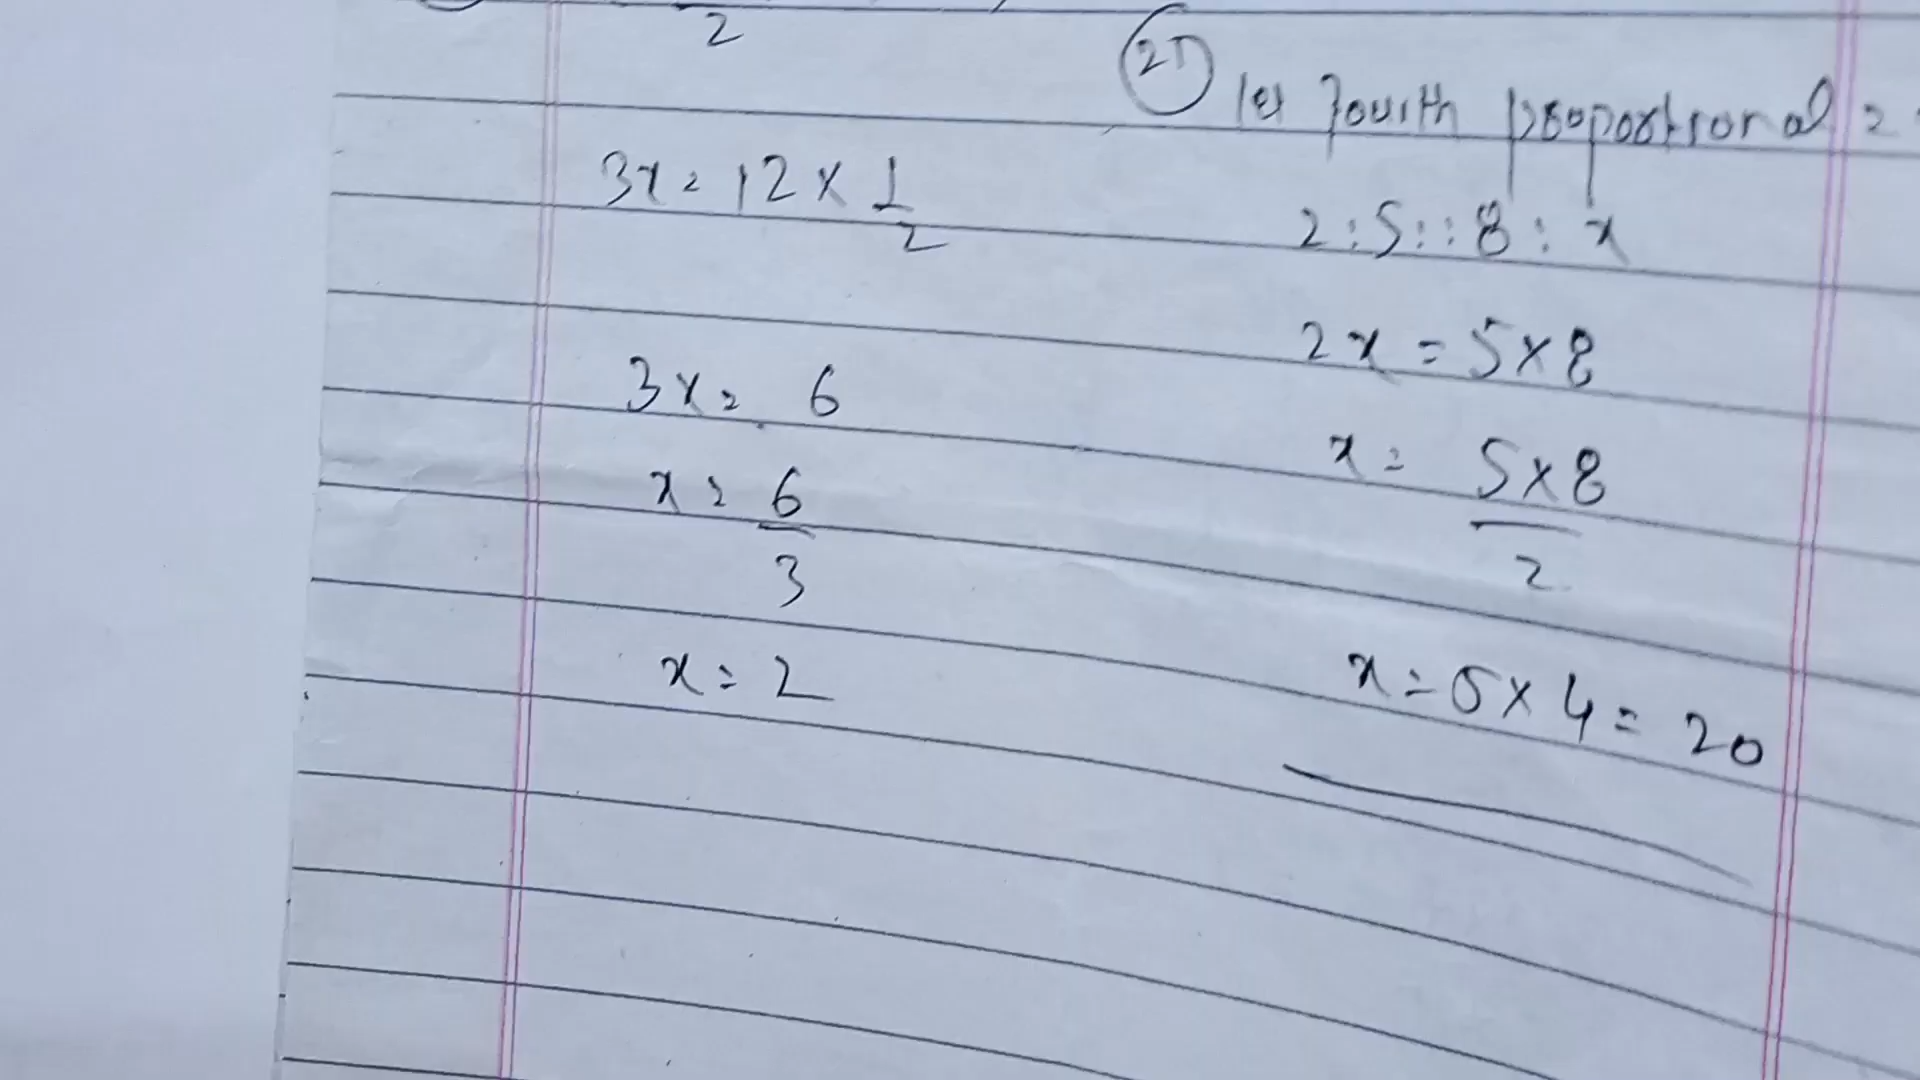 2
3x = 12 × 1
2
3x = 6
x = 6
3
x = 2
21
let fourth proportional =
2 : 5 :: 8 : x
2x = 5×8
x = 5×8
2
x = 5×4 = 20